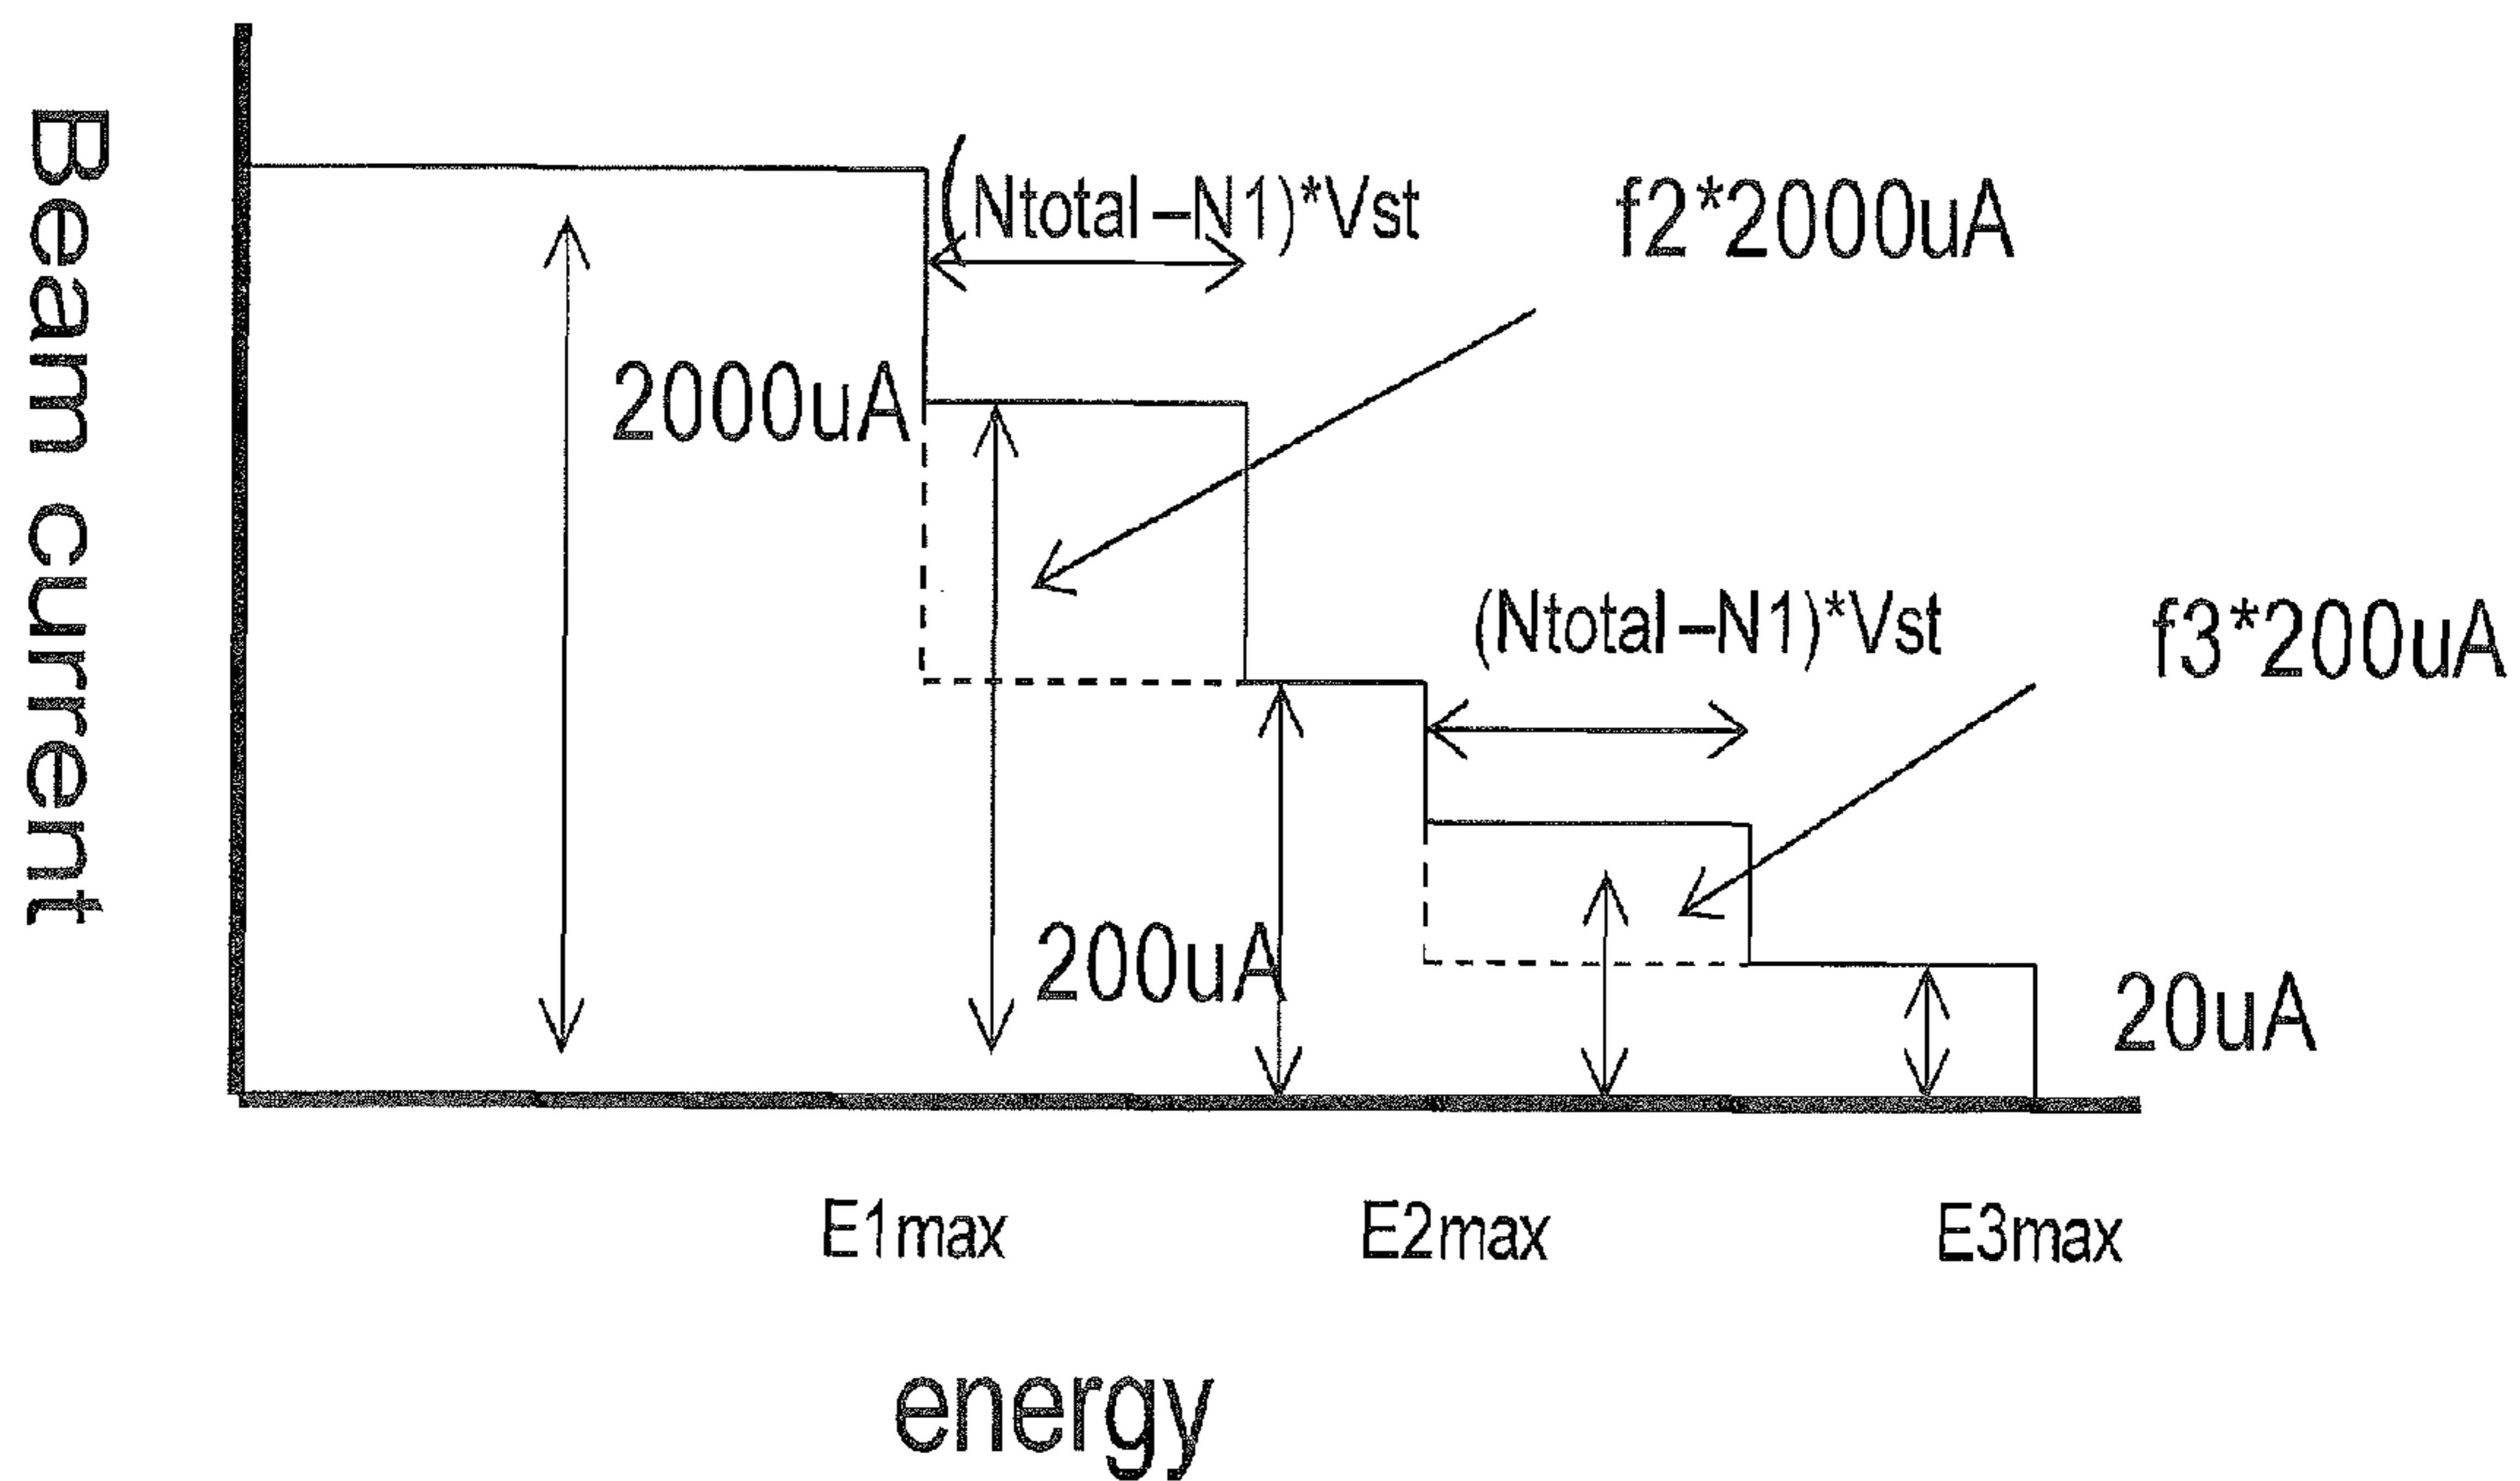 Beam current
(Ntotal–N1)*Vst
f2*2000uA
2000uA
(Ntotal–N1)*Vst
f3*200uA
200uA
20uA
E1max
E2max
E3max
energy